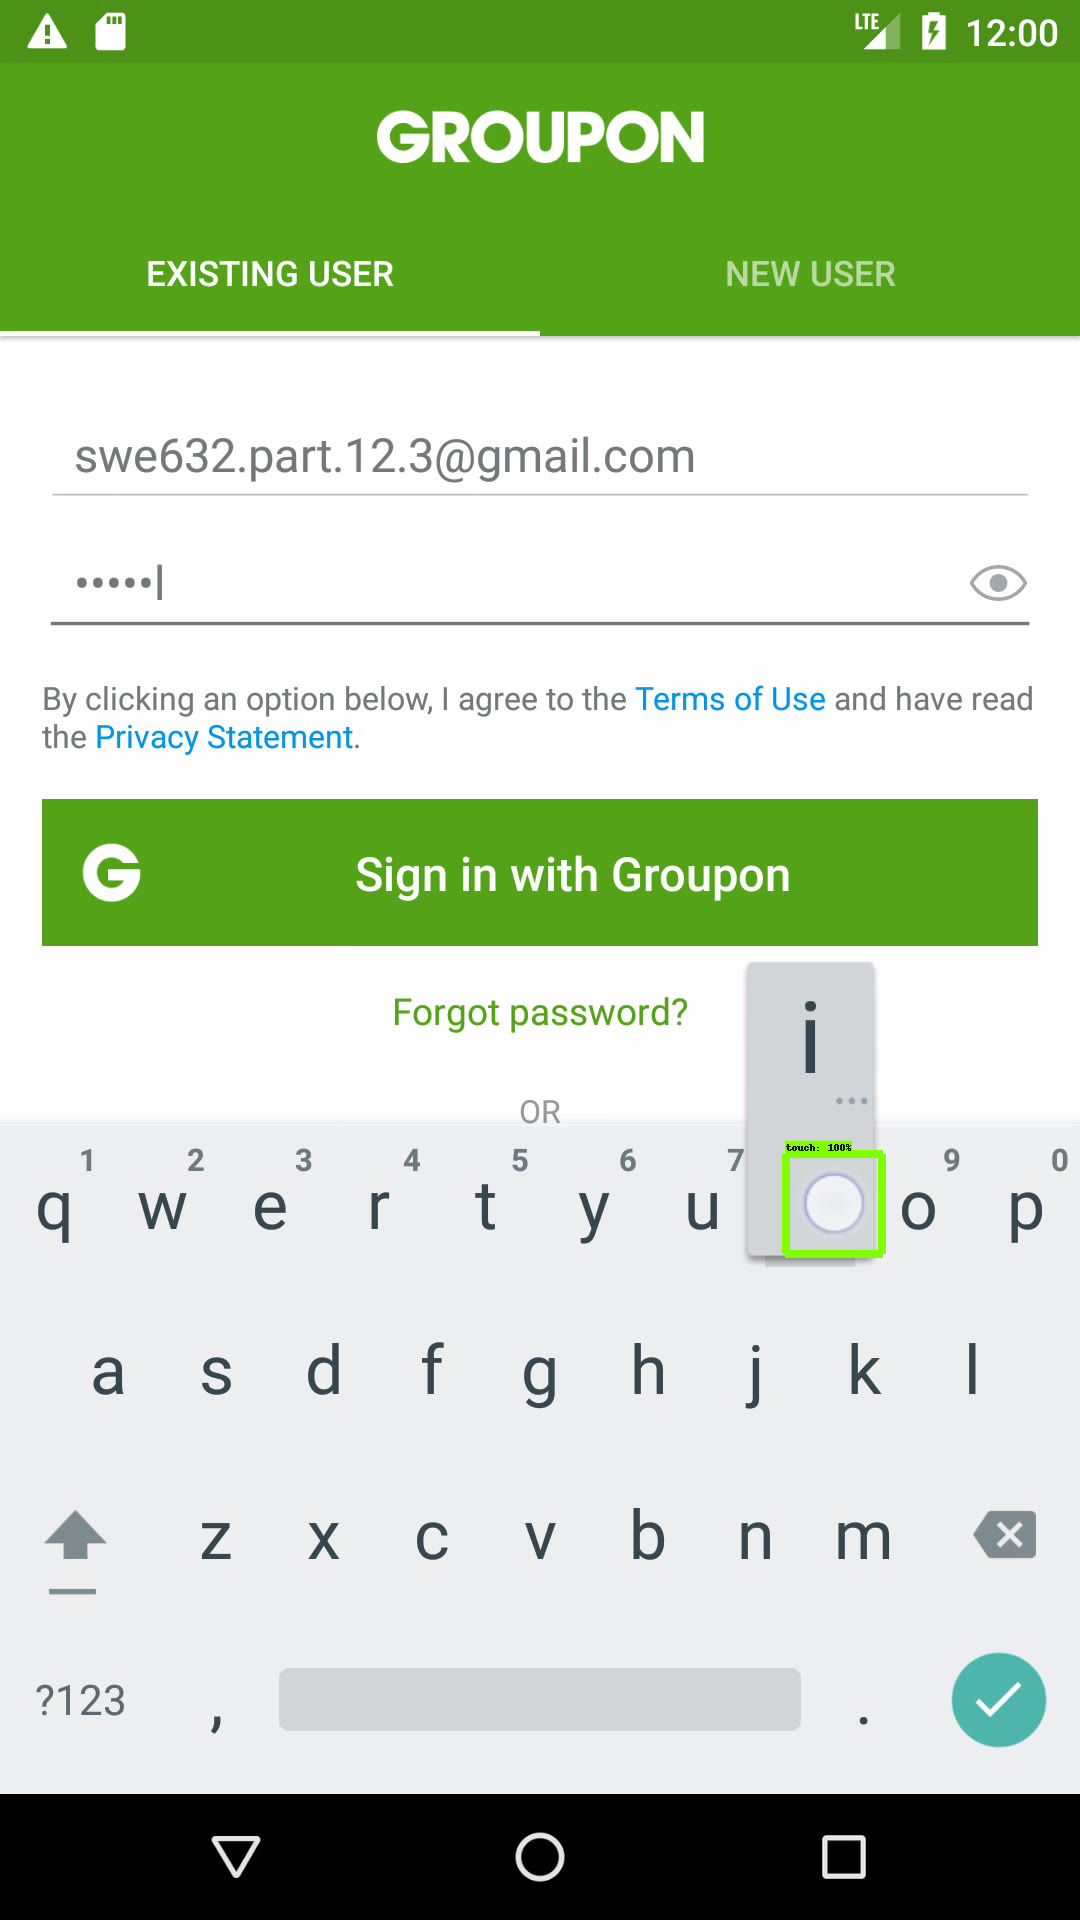 LTE 12:00
GROUPON
EXISTING USER NEW USER
swe632.part.12.3@gmail.com
•••••
By clicking an option below, I agree to the Terms of Use and have read
the Privacy Statement.
G Sign in with Groupon
Forgot password?
i
...
OR
touch: 100%
1 2 3 4 5 6 7 9 0
q w e r t y u o p
a s d f g h j k l
z x c v b n m
?123 , .